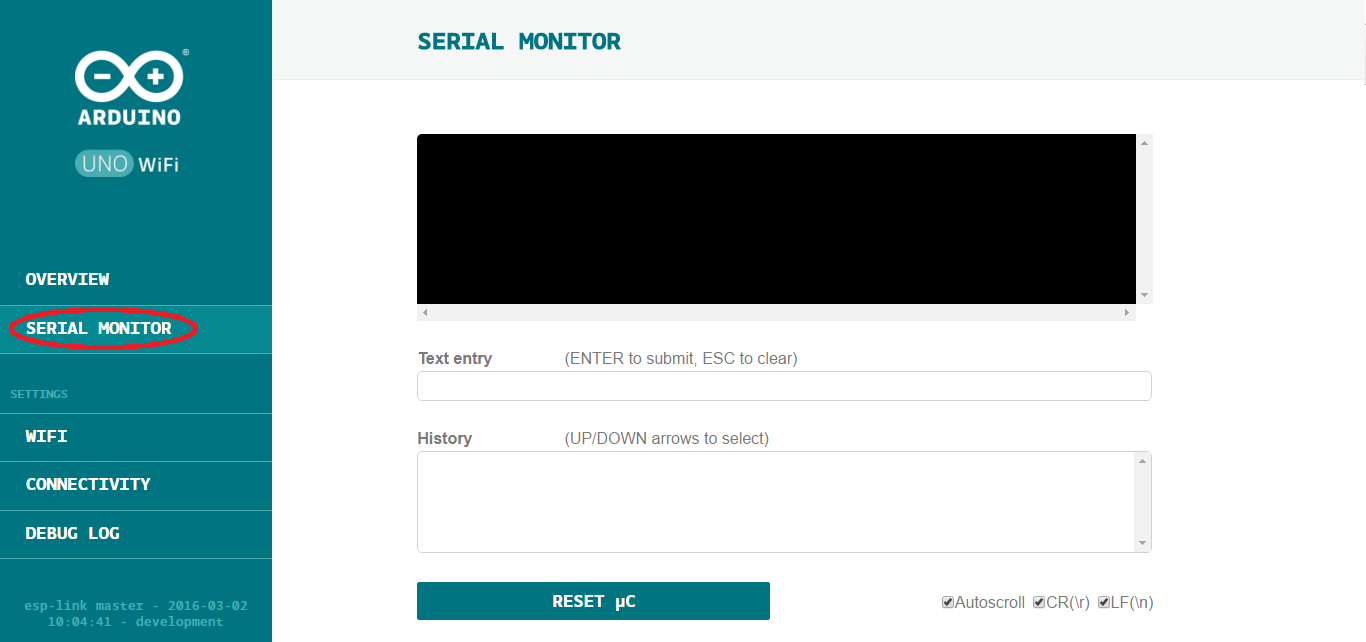 ®
ARDUINO
UNO WiFi
OVERVIEW
SERIAL MONITOR
SETTINGS
WIFI
CONNECTIVITY
DEBUG LOG
esp-link master - 2016-03-02
10:04:41 - development
SERIAL MONITOR
Text entry (ENTER to submit, ESC to clear)
History (UP/DOWN arrows to select)
RESET µC
Autoscroll CR(\r) LF(\n)